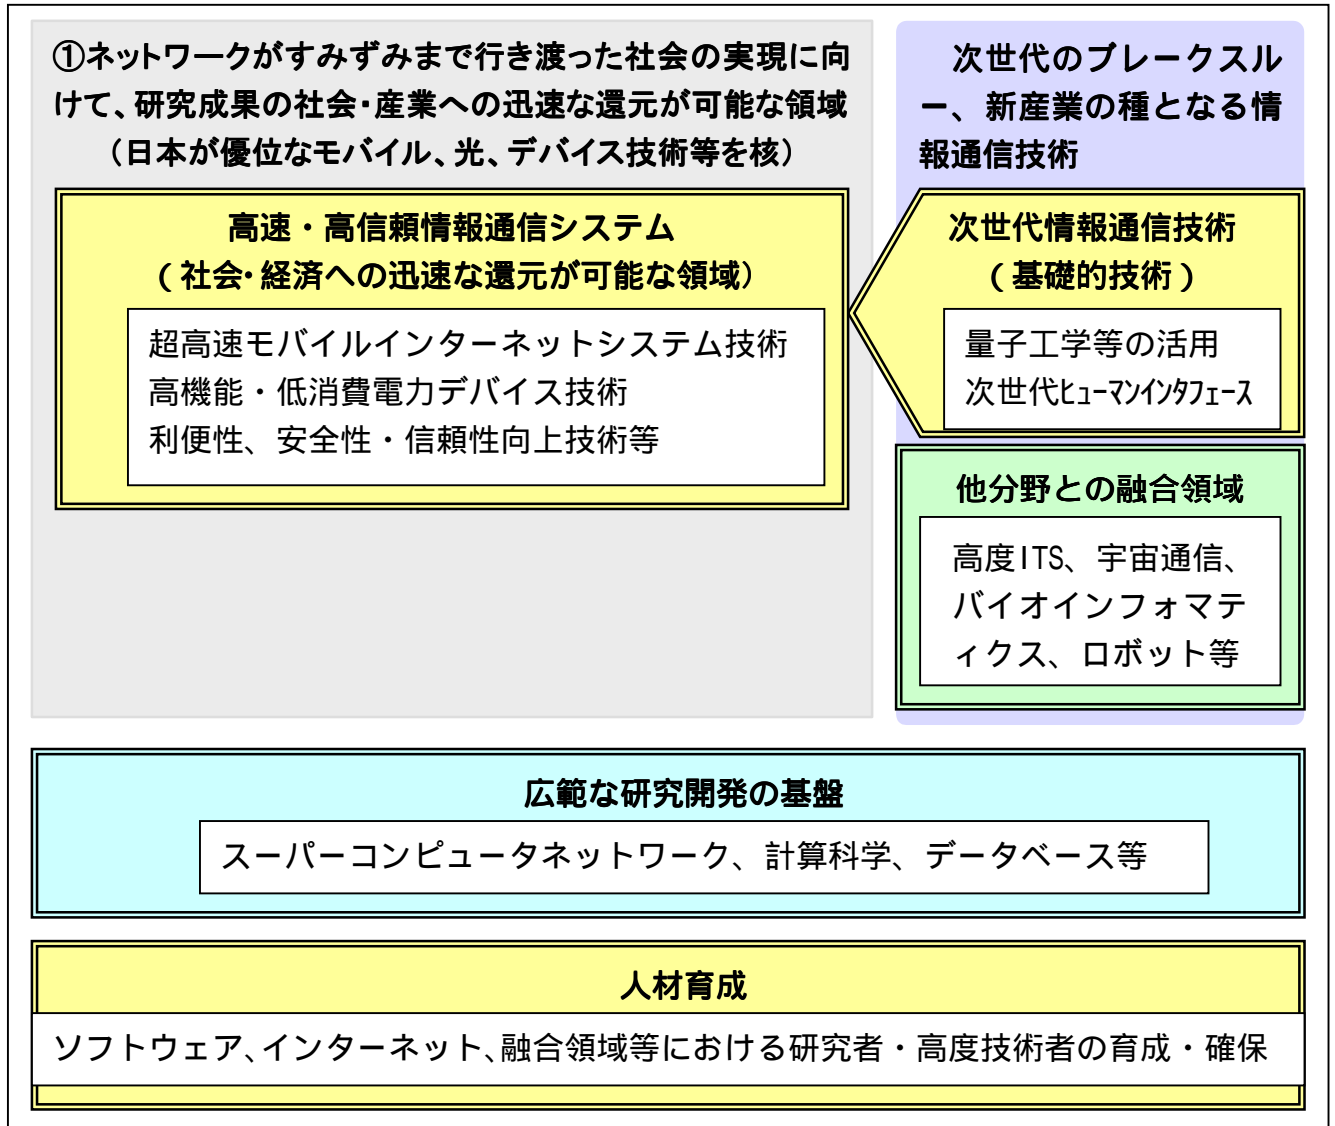 ①ネットワークがすみずみまで行き渡った社会の実現に向
けて、研究成果の社会・産業への迅速な還元が可能な領域
（日本が優位なモバイル、光、デバイス技術等を核）
高速・高信頼情報通信システム
(社会・経済への迅速な還元が可能な領域)
超高速モバイルインターネットシステム技術
高機能・低消費電力デバイス技術
利便性、安全性・信頼性向上技術等
次世代のブレークスル
ー、新産業の種となる情
報通信技術
次世代情報通信技術
(基礎的技術)
量子工学等の活用
次世代ﾋｭｰﾏﾝｲﾝﾀﾌｪｰｽ
他分野との融合領域
高度ITS、宇宙通信、
バイオインフォマテ
ィクス、ロボット等
広範な研究開発の基盤
スーパーコンピュータネットワーク、計算科学、データベース等
人材育成
ソフトウェア、インターネット、融合領域等における研究者・高度技術者の育成・確保